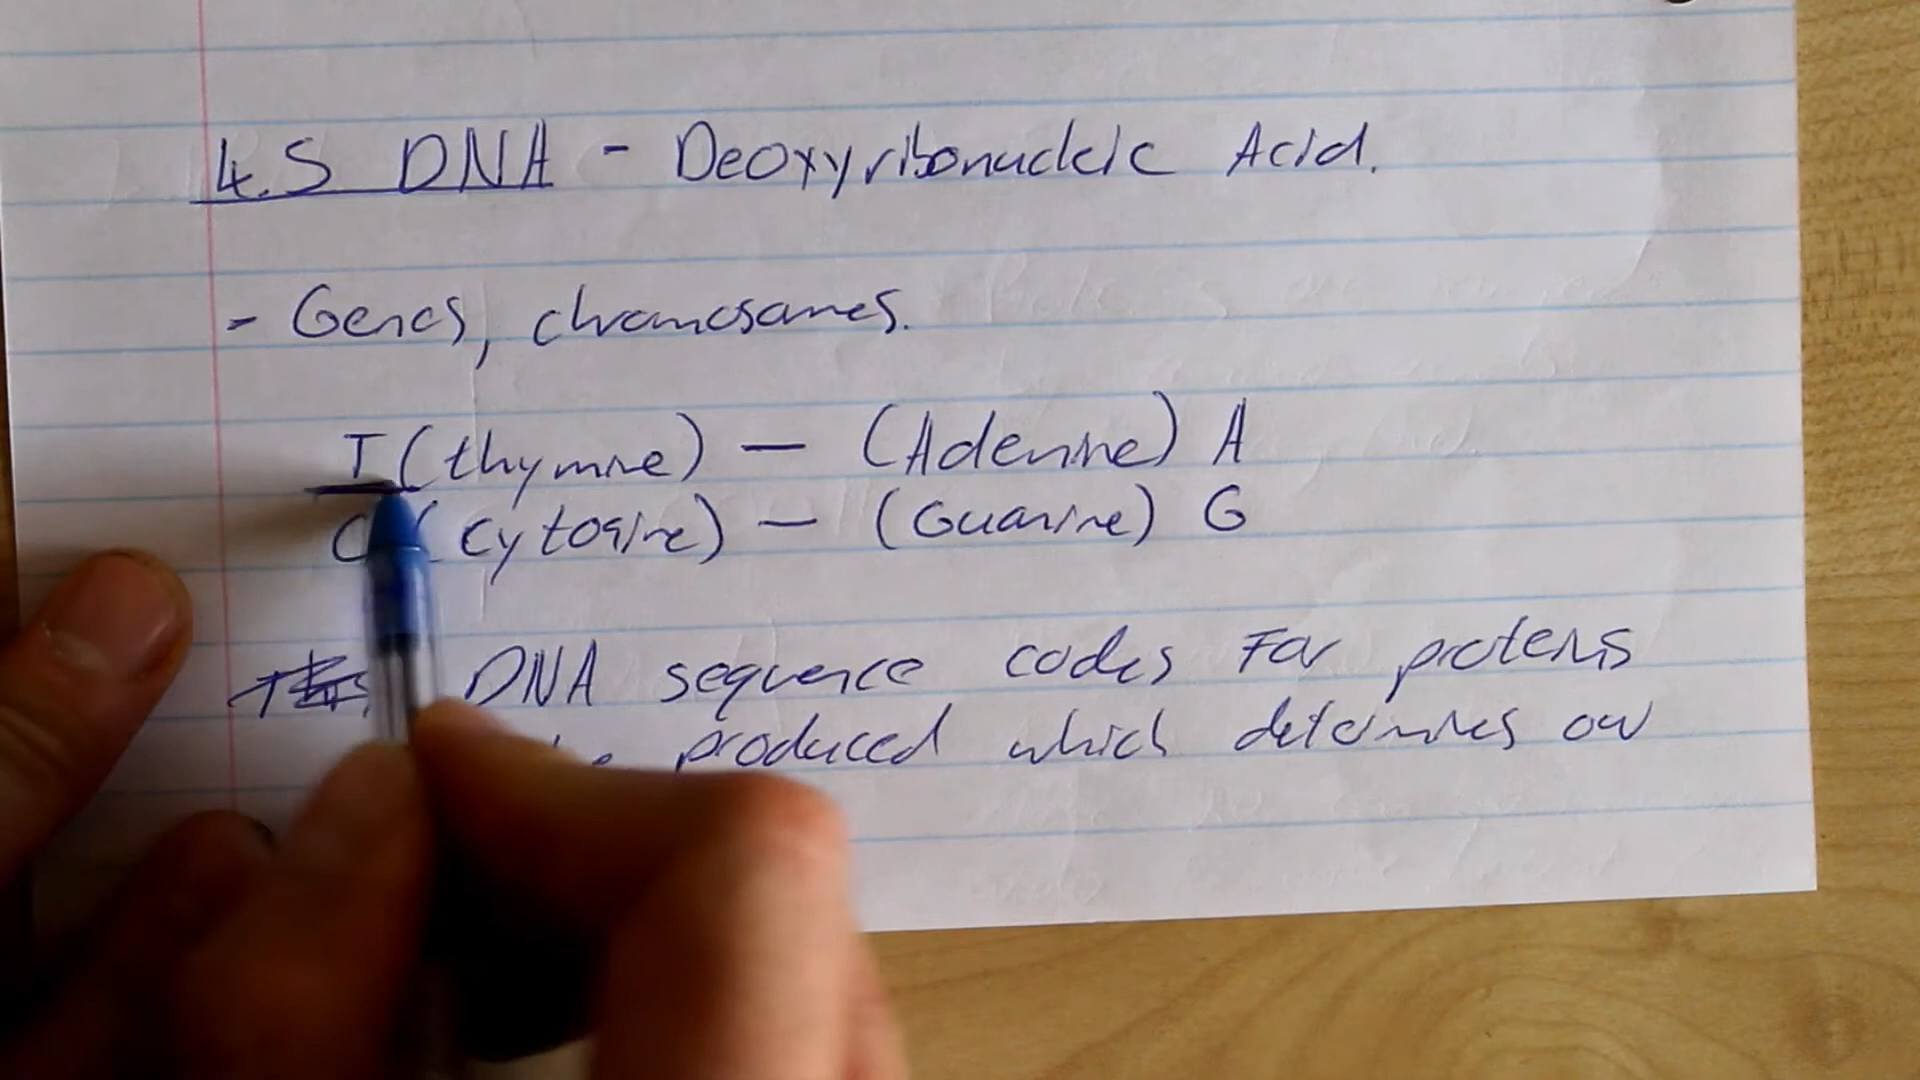 4.5 DNA - Deoxyribonucleic Acid.
- Genes, chromosomes.
T (thymine) — (Adenine) A
C (cytosine) — (Guanine) G
DNA sequence codes For proteins
produced which determines our